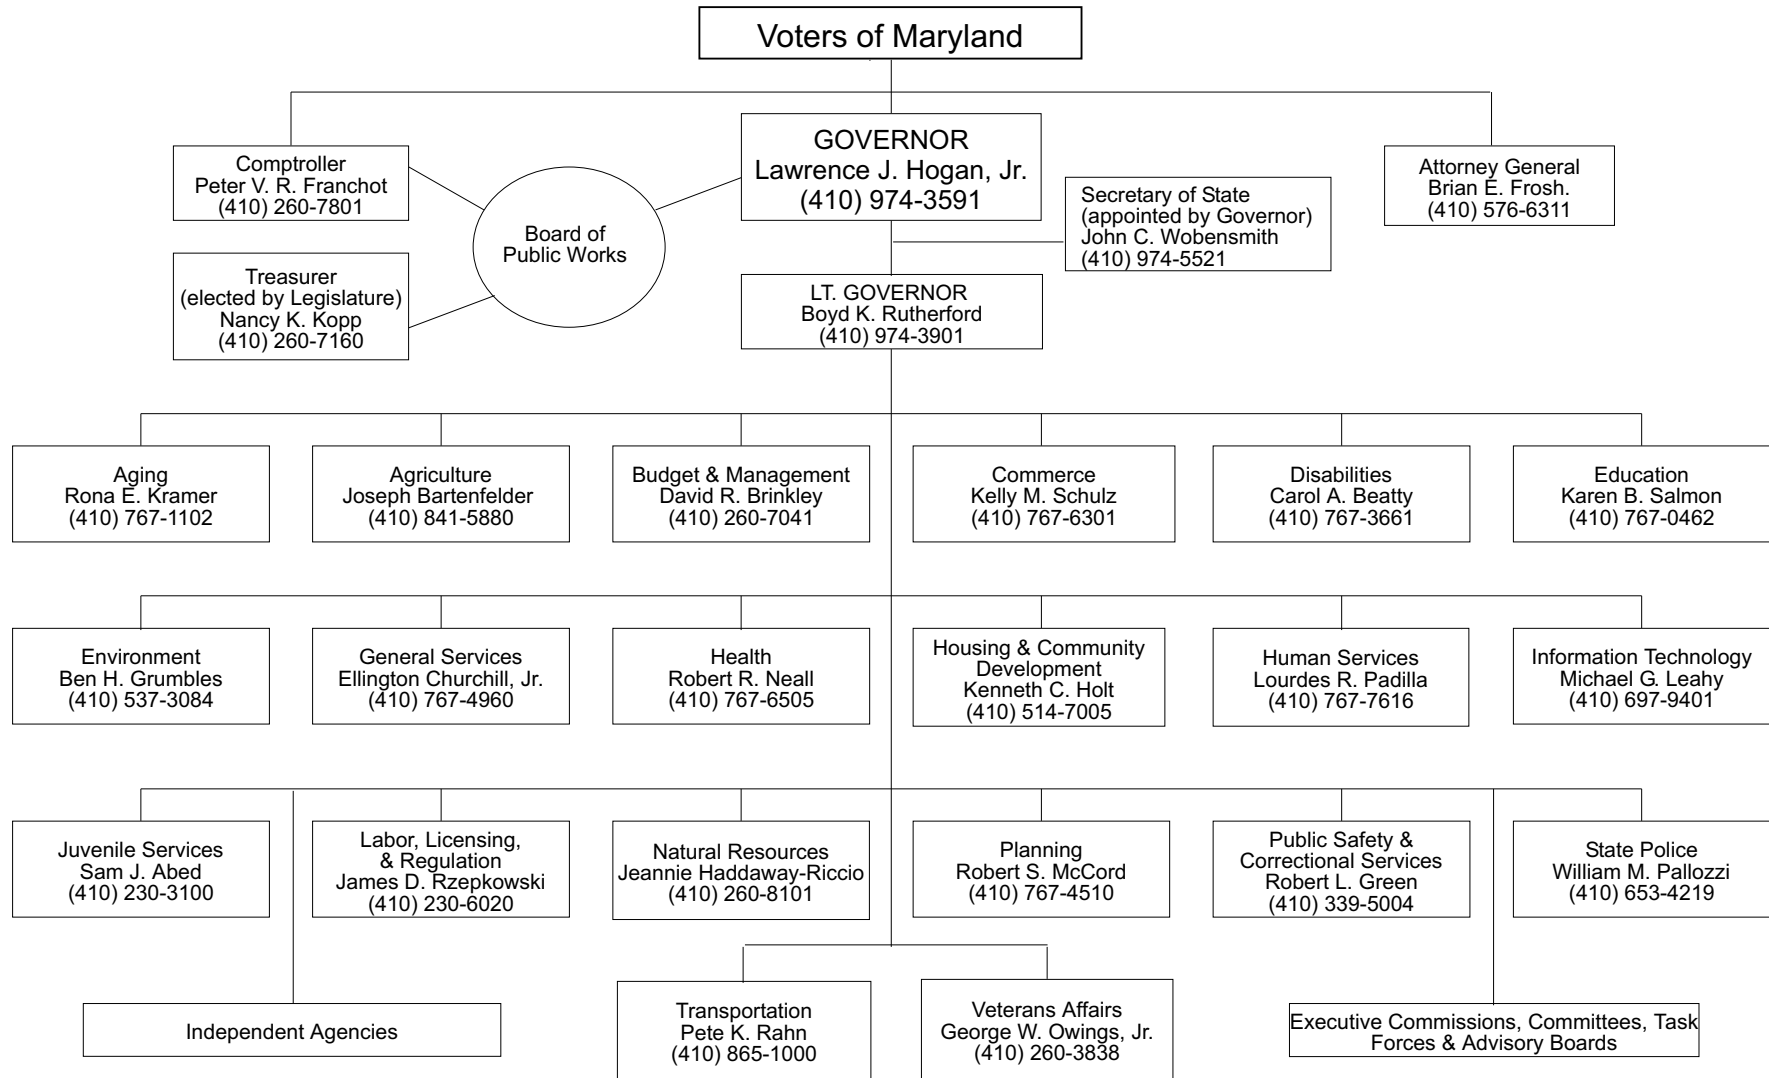 Voters of Maryland
GOVERNOR
Lawrence J. Hogan, Jr.
(410) 974-3591
Comptroller
Peter V. R. Franchot
(410) 260-7801
Attorney General
Brian E. Frosh.
(410) 576-6311
Secretary of State
(appointed by Governor)
John C. Wobensmith
(410) 974-5521
Board of
Public Works
Treasurer
(elected by Legislature)
Nancy K. Kopp
(410) 260-7160
LT. GOVERNOR
Boyd K. Rutherford
(410) 974-3901
Aging
Rona E. Kramer
(410) 767-1102
Agriculture
Joseph Bartenfelder
(410) 841-5880
Budget & Management
David R. Brinkley
(410) 260-7041
Commerce
Kelly M. Schulz
(410) 767-6301
Disabilities
Carol A. Beatty
(410) 767-3661
Education
Karen B. Salmon
(410) 767-0462
Environment
Ben H. Grumbles
(410) 537-3084
General Services
Ellington Churchill, Jr.
(410) 767-4960
Health
Robert R. Neall
(410) 767-6505
Housing & Community
Development
Kenneth C. Holt
(410) 514-7005
Human Services
Lourdes R. Padilla
(410) 767-7616
Information Technology
Michael G. Leahy
(410) 697-9401
Juvenile Services
Sam J. Abed
(410) 230-3100
Labor, Licensing,
& Regulation
James D. Rzepkowski
(410) 230-6020
Natural Resources
Jeannie Haddaway-Riccio
(410) 260-8101
Planning
Robert S. McCord
(410) 767-4510
Public Safety &
Correctional Services
Robert L. Green
(410) 339-5004
State Police
William M. Pallozzi
(410) 653-4219
Independent Agencies
Transportation
Pete K. Rahn
(410) 865-1000
Veterans Affairs
George W. Owings, Jr.
(410) 260-3838
Executive Commissions, Committees, Task
Forces & Advisory Boards